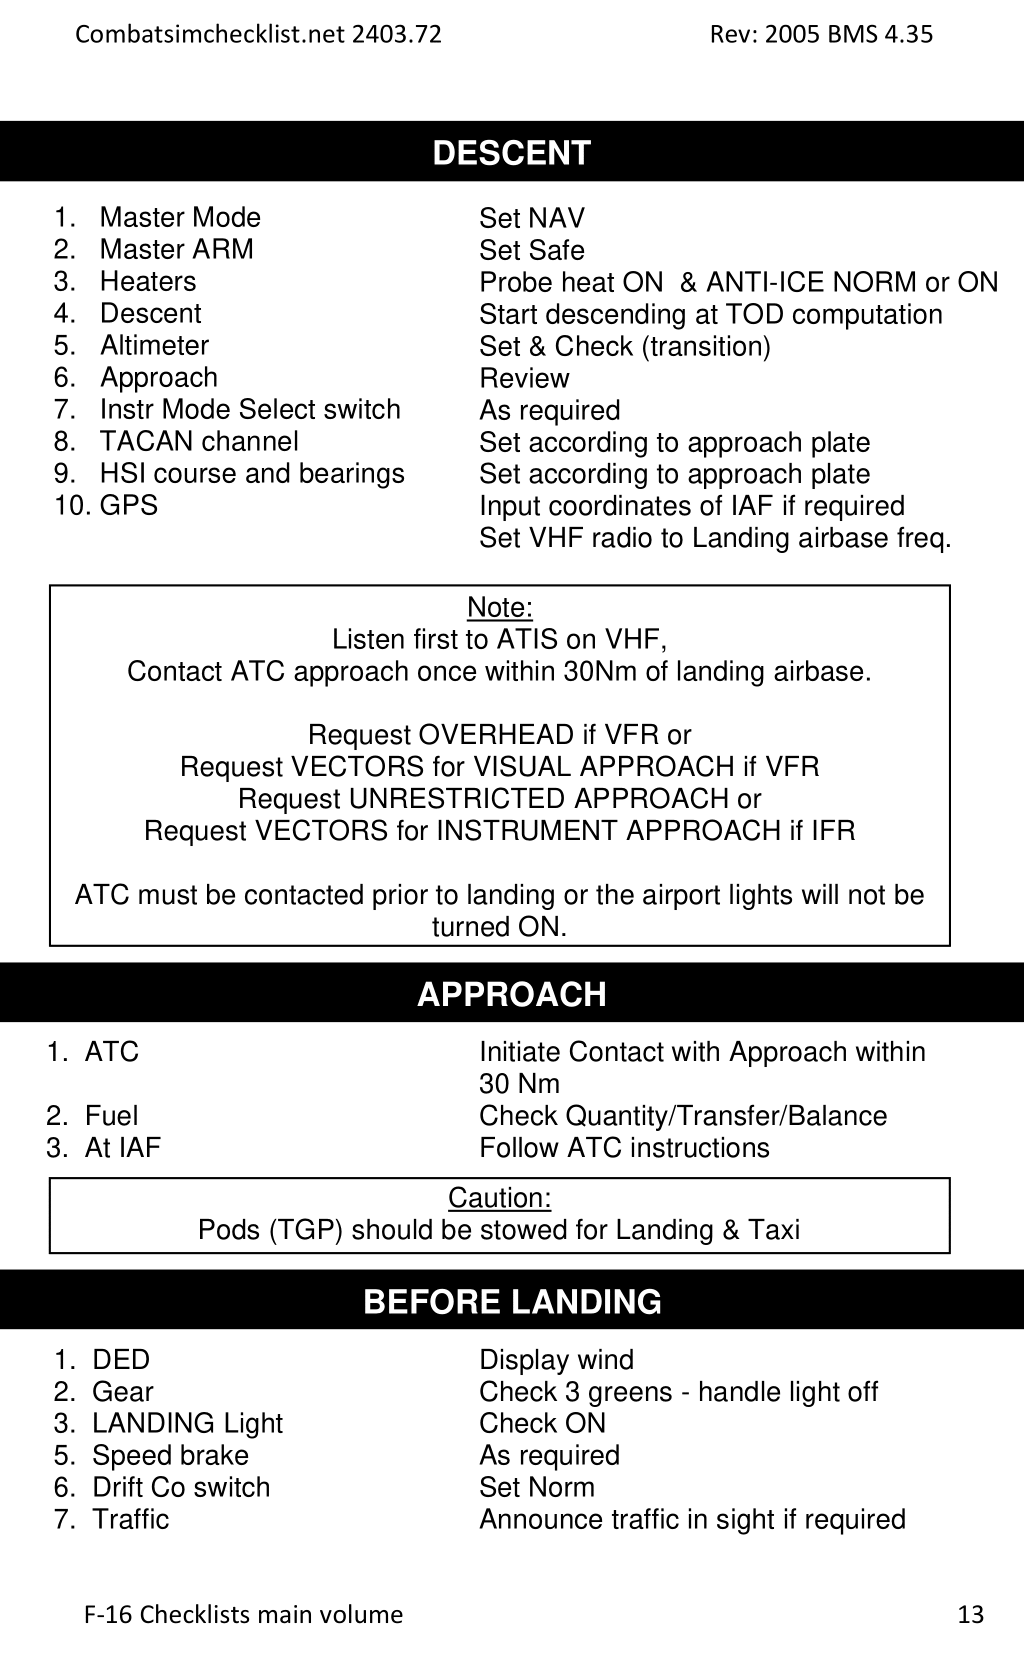 Combatsimchecklist.net 2403.72 Rev: 2005 BMS 4.35
DESCENT
1. Master Mode Set NAV
2. Master ARM Set Safe
3. Heaters Probe heat ON & ANTI-ICE NORM or ON
4. Descent Start descending at TOD computation
5. Altimeter Set & Check (transition)
6. Approach Review
7. Instr Mode Select switch As required
8. TACAN channel Set according to approach plate
9. HSI course and bearings Set according to approach plate
10. GPS Input coordinates of IAF if required
Set VHF radio to Landing airbase freq.
Note:
Listen first to ATIS on VHF,
Contact ATC approach once within 30Nm of landing airbase.
Request OVERHEAD if VFR or
Request VECTORS for VISUAL APPROACH if VFR
Request UNRESTRICTED APPROACH or
Request VECTORS for INSTRUMENT APPROACH if IFR
ATC must be contacted prior to landing or the airport lights will not be
turned ON.
APPROACH
1. ATC Initiate Contact with Approach within
30 Nm
2. Fuel Check Quantity/Transfer/Balance
3. At IAF Follow ATC instructions
Caution:
Pods (TGP) should be stowed for Landing & Taxi
BEFORE LANDING
1. DED Display wind
2. Gear Check 3 greens - handle light off
3. LANDING Light Check ON
5. Speed brake As required
6. Drift Co switch Set Norm
7. Traffic Announce traffic in sight if required
F-16 Checklists main volume 13